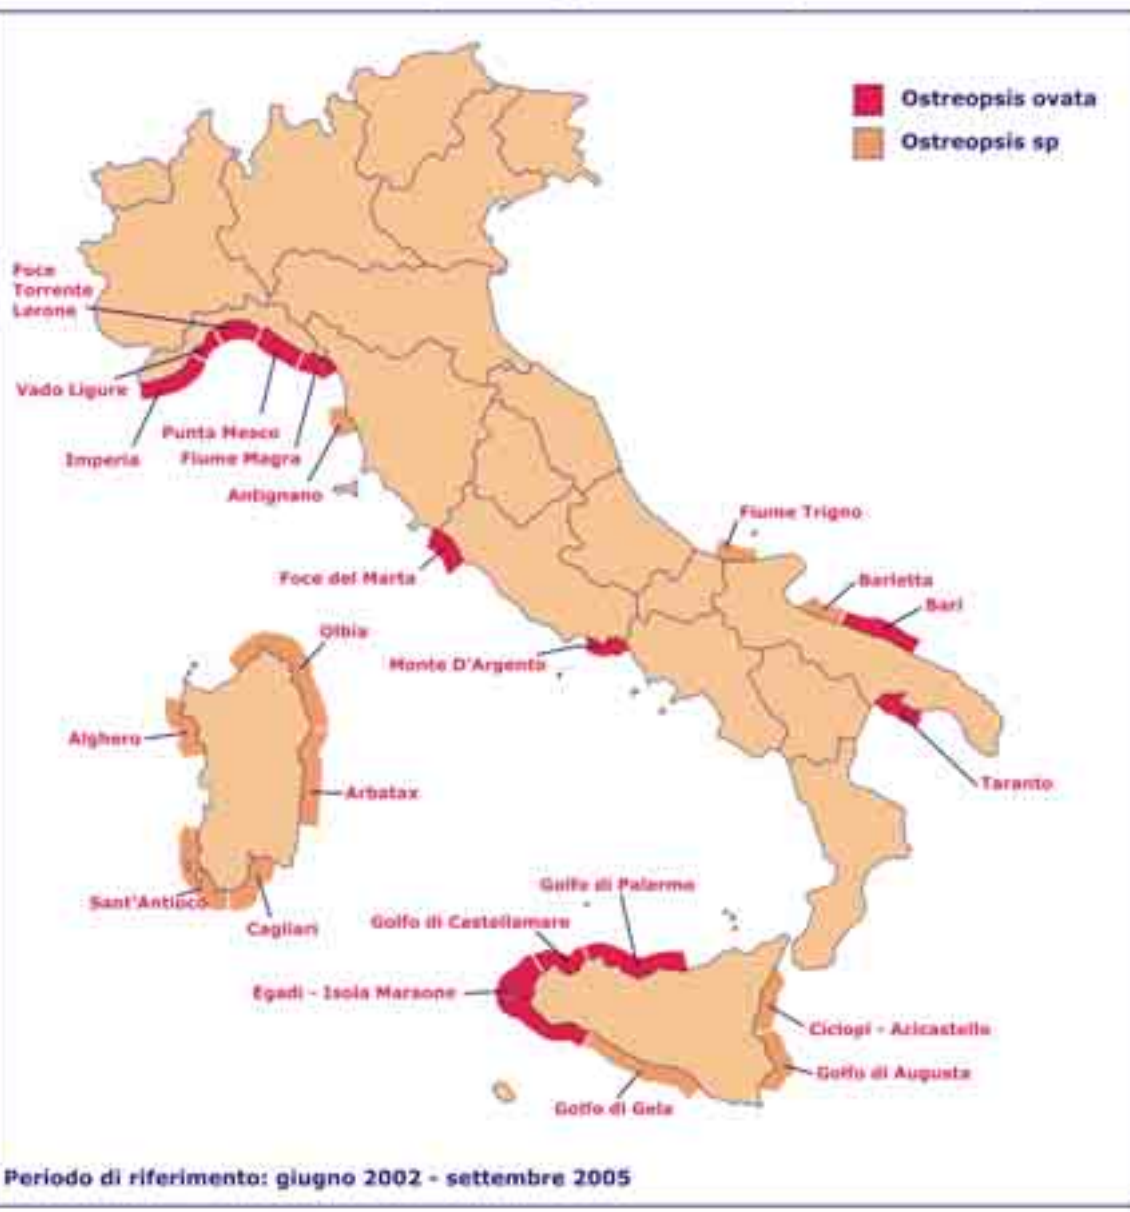 Ostreopsis ovata
Ostreopsis sp
Foce
Torrente
Lerone
Vado Ligure
Punta Mesco
Imperia
Fiume Magra
Antignano
Fiume Trigno
Foce del Marta
Barletta
Bari
Olbia
Monte D'Argento
Alghero
Taranto
Arbatax
Golfo di Palermo
Sant'Antioco
Golfo di Castellamare
Cagliari
Egadi - Isola Maraone
Ciclopi - Acicastello
Golfo di Augusta
Golfo di Gela
Periodo di riferimento: giugno 2002 - settembre 2005